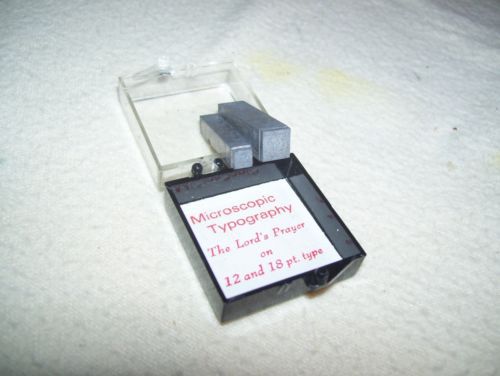 Microscopic
Typography
The Lord's Prayer
on
12 and 18 pt. type